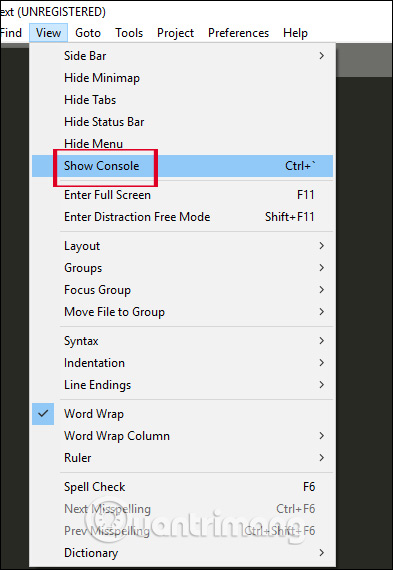 ext (UNREGISTERED)
Find View Goto Tools Project Preferences Help
Side Bar
Hide Minimap
Hide Tabs
Hide Status Bar
Hide Menu
Show Console Ctrl+`
Enter Full Screen F11
Enter Distraction Free Mode Shift+F11
Layout
Groups
Focus Group
Move File to Group
Syntax
Indentation
Line Endings
Word Wrap
Word Wrap Column
Ruler
Spell Check F6
Next Misspelling Ctrl+F6
Prev Misspelling Ctrl+Shift+F6
Quantrimang
Dictionary